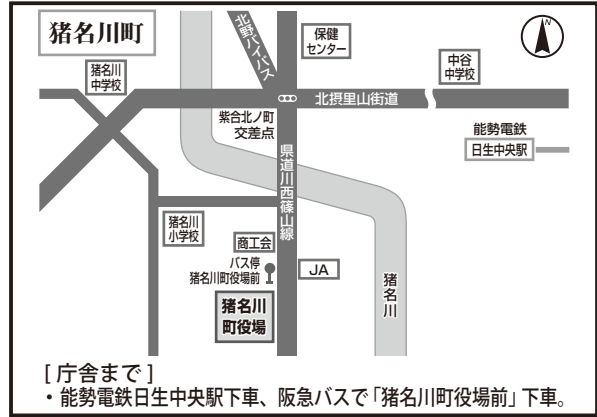 猪名川町
北野バイパス
保健
センター
N
猪名川
中学校
中谷
中学校
北摂里山街道
紫合北ノ町
交差点
能勢電鉄
日生中央駅
県道川西篠山線
猪名川
小学校
商工会
バス停
猪名川町役場前
JA
猪名川
猪名川
町役場
[庁舎まで]
・能勢電鉄日生中央駅下車、阪急バスで「猪名川町役場前」下車。